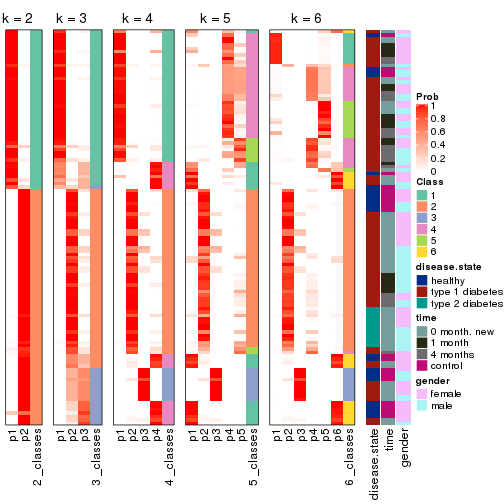 k = 2
k = 3
k = 4
k = 5
k = 6
p1
p2
2_classes
p1
p2
p3
3_classes
p1
p2
p3
p4
4_classes
p1
p2
p3
p4
p5
5_classes
p1
p2
p3
p4
p5
p6
6_classes
disease.state
time
gender
Prob
1
0.8
0.6
0.4
0.2
0
Class
1
2
3
4
5
6
disease.state
healthy
type 1 diabetes
type 2 diabetes
time
0 month. new
1 month
4 months
control
gender
female
male